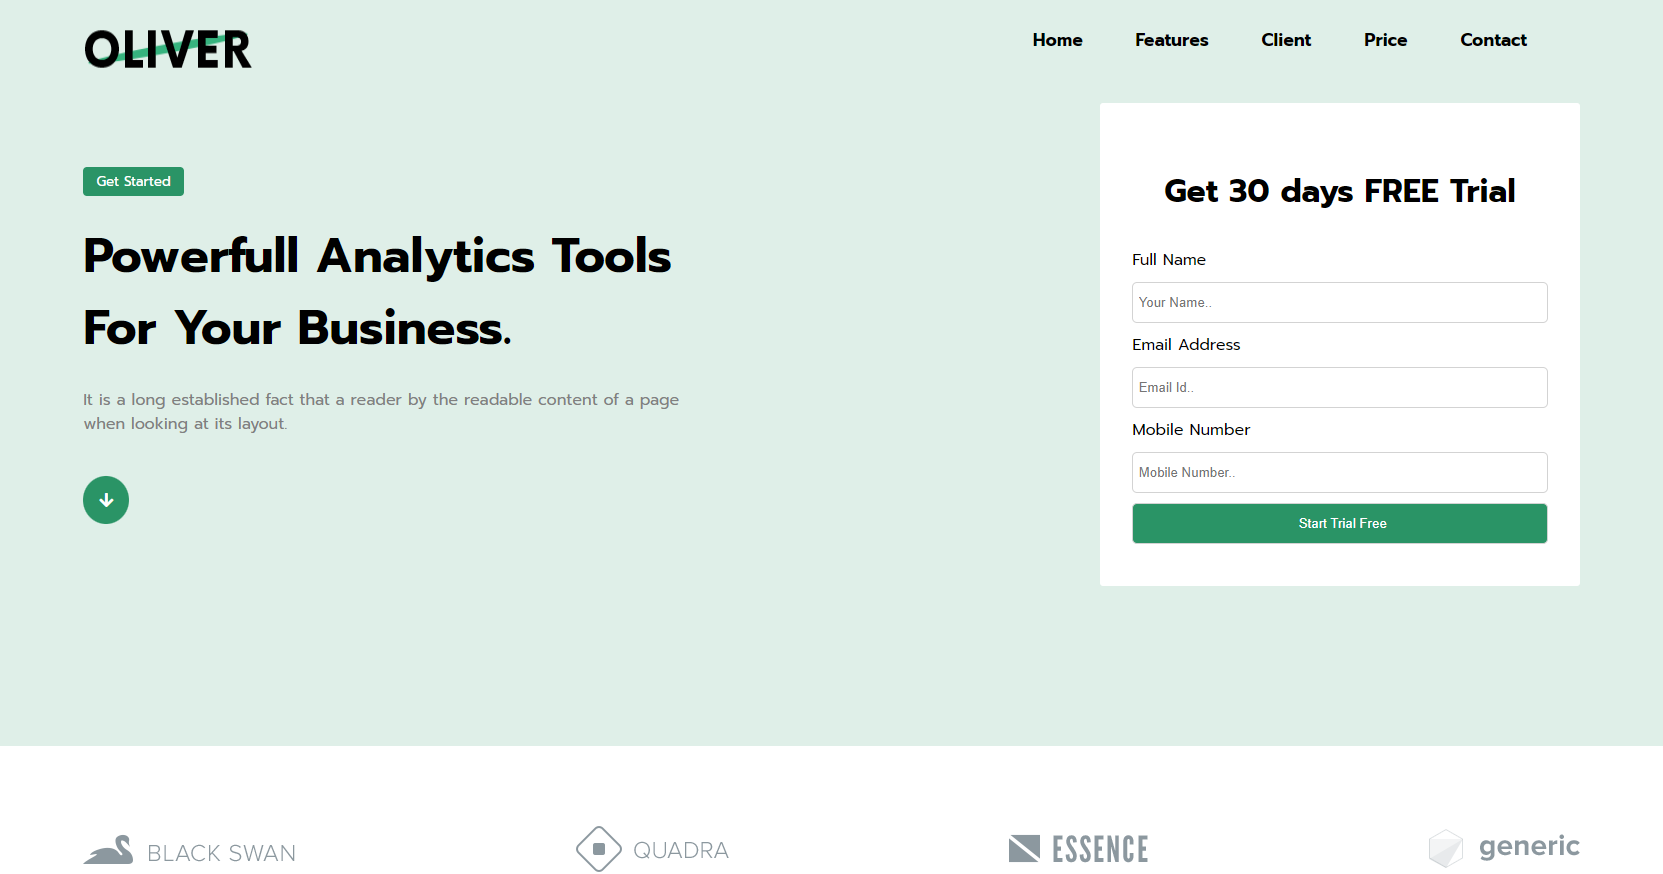 OLIVER
Home Features Client Price Contact
Get Started
Powerfull Analytics Tools
For Your Business.
It is a long established fact that a reader by the readable content of a page
when looking at its layout.
Get 30 days FREE Trial
Full Name
Your Name..
Email Address
Email Id..
Mobile Number
Mobile Number..
Start Trial Free
BLACK SWAN
QUADRA
ESSENCE
generic